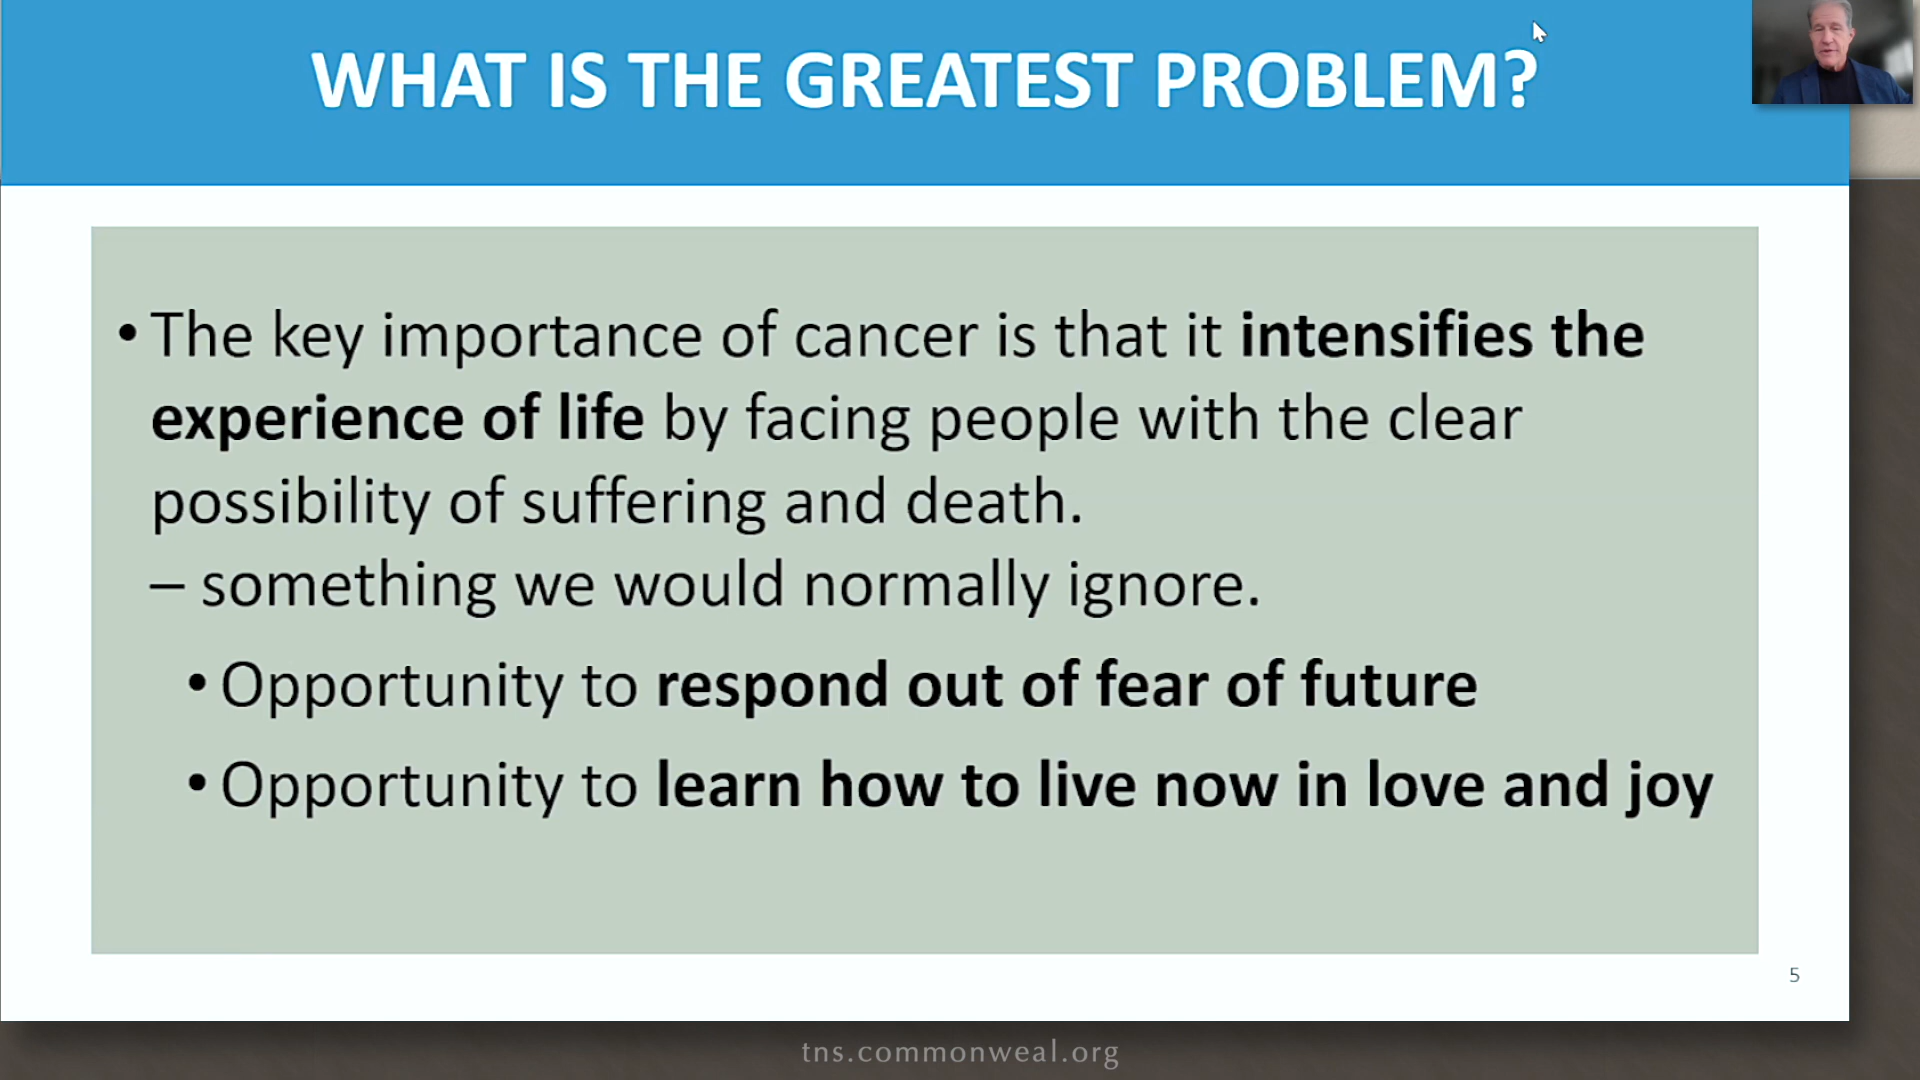 WHAT IS THE GREATEST PROBLEM?
• The key importance of cancer is that it intensifies the
experience of life by facing people with the clear
possibility of suffering and death.
– something we would normally ignore.
• Opportunity to respond out of fear of future
• Opportunity to learn how to live now in love and joy
5
tns.commonweal.org